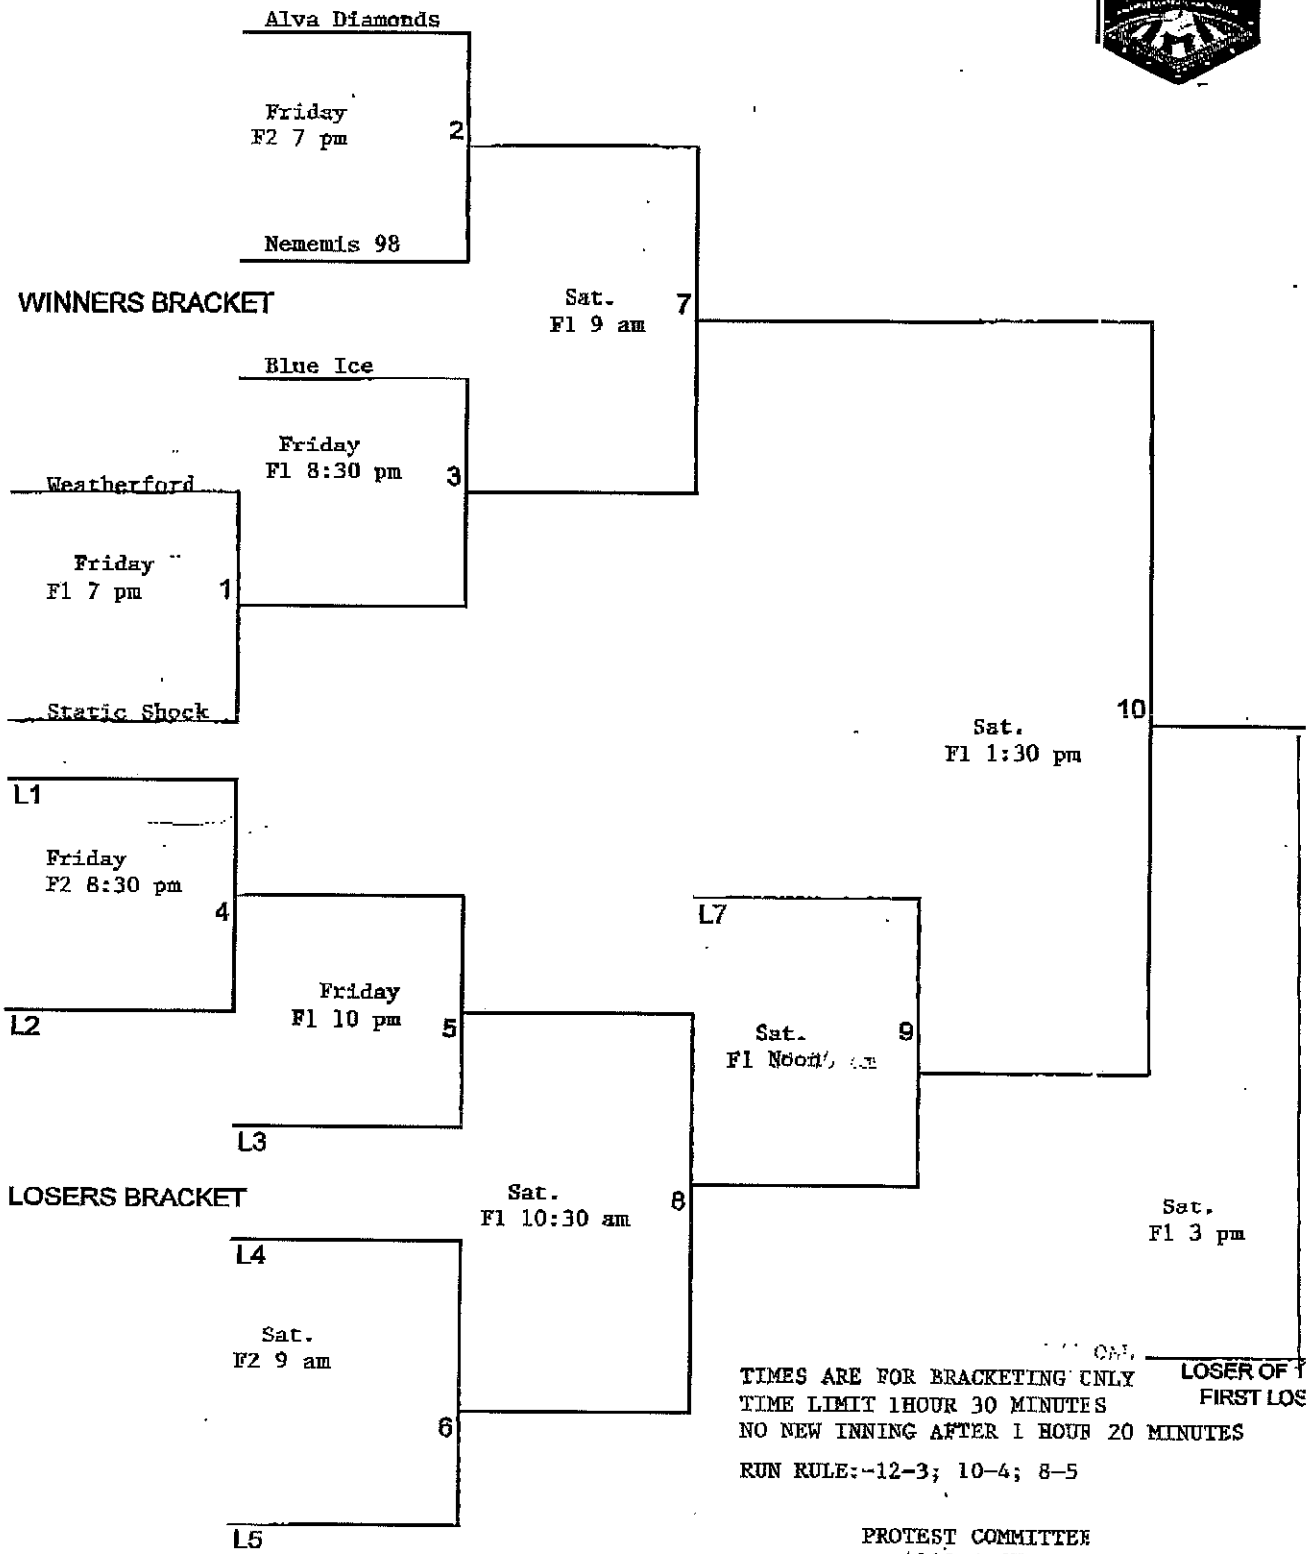 Alva Diamonds
Friday
F2 7 pm
2
Nememis 98
WINNERS BRACKET
Sat.
F1 9 am
7
Blue Ice
Friday
F1 8:30 pm
3
Weatherford
Friday
F1 7 pm
1
Static Shock
10
Sat.
F1 1:30 pm
L1
Friday
F2 8:30 pm
4
L2
L7
Friday
F1 10 pm
5
Sat.
F1 Noon
9
L3
LOSERS BRACKET
Sat.
F1 10:30 am
8
Sat.
F1 3 pm
L4
Sat.
F2 9 am
6
L5
LOSER OF
FIRST LOS
TIMES ARE FOR BRACKETING ONLY
TIME LIMIT 1HOUR 30 MINUTES
NO NEW INNING AFTER 1 HOUR 20 MINUTES
RUN RULE:-12-3; 10-4; 8-5
PROTEST COMMITTEE